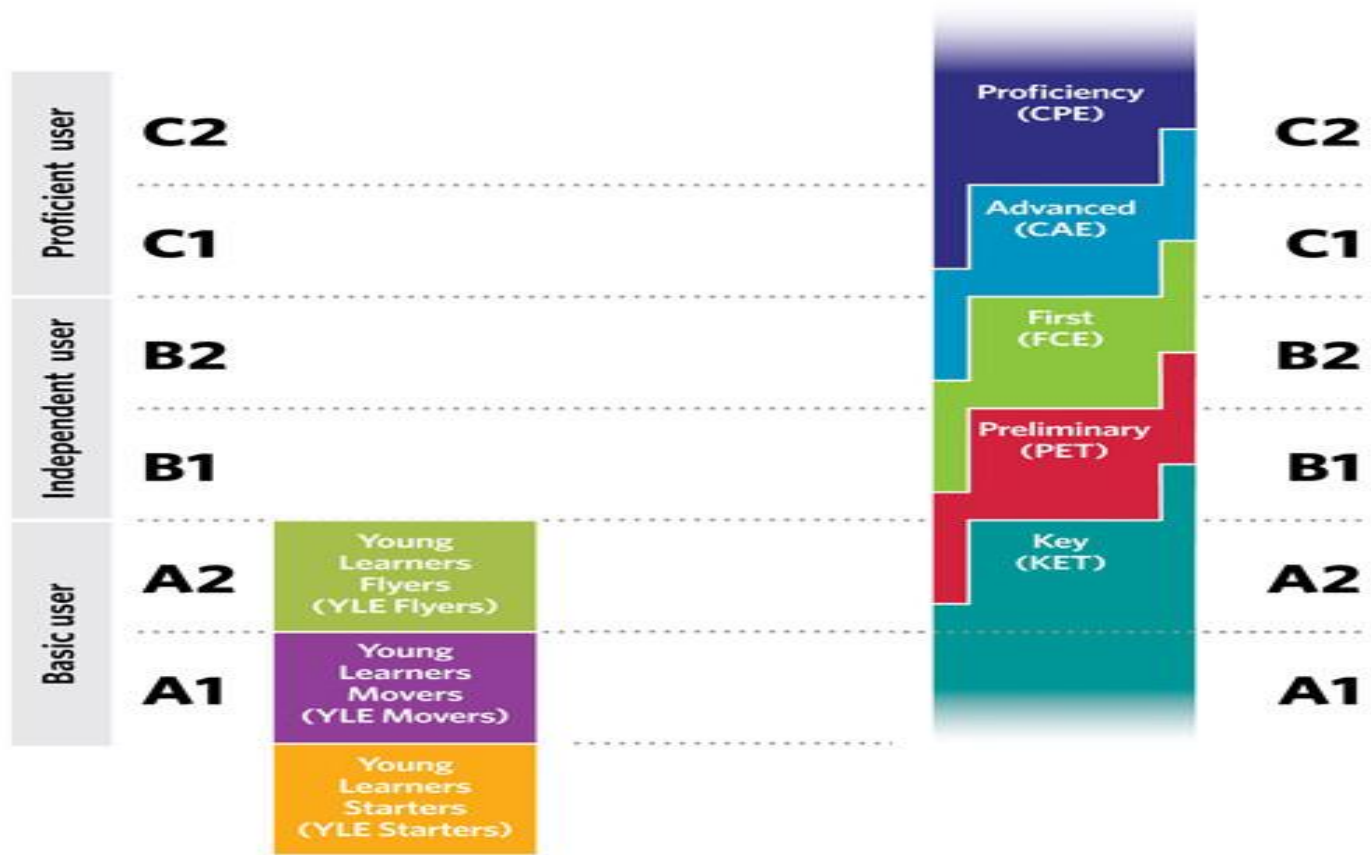 Proficient user
Independent user
Basic user
C2
C1
B2
B1
A2
A1
Young
Learners
Flyers
(YLE Flyers)
Young
Learners
Movers
(YLE Movers)
Young
Learners
Starters
(YLE Starters)
Proficiency
(CPE)
Advanced
(CAE)
First
(FCE)
Preliminary
(PET)
Key
(KET)
C2
C1
B2
B1
A2
A1